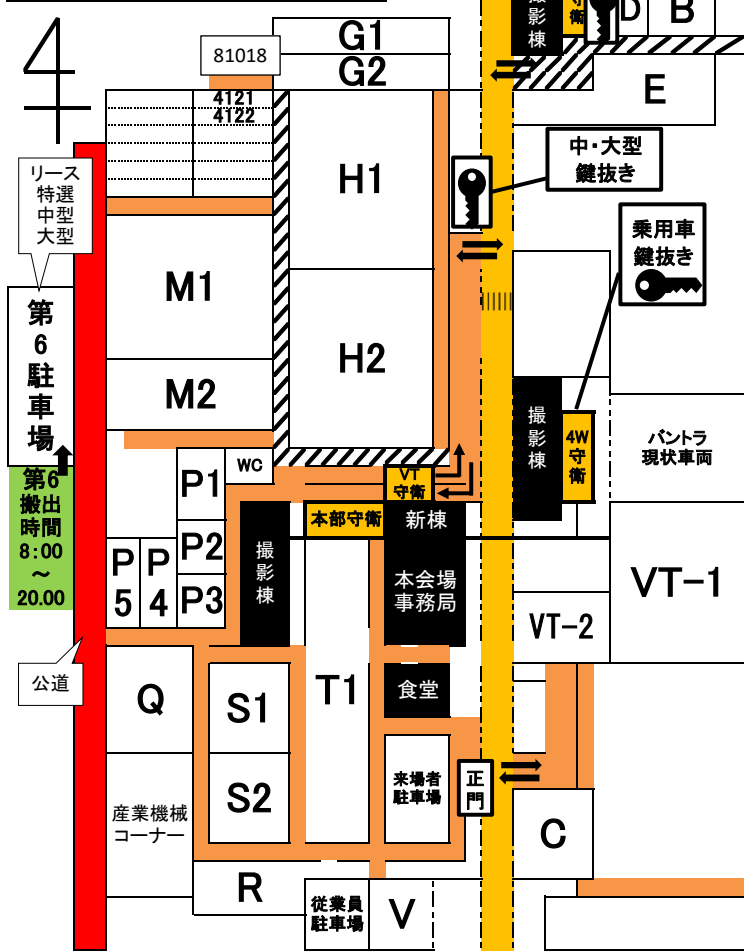 撮影棟
守衛
D
B
4
81018
G1
G2
4121
4122
E
リース
特選
中型
大型
H1
中・大型
鍵抜き
乗用車
鍵抜き
M1
第6駐車場
H2
M2
撮影棟
4W
守衛
バントラ
現状車両
WC
P1
VT
守衛
第6
搬出
時間
8:00
~
20.00
本部守衛
新棟
撮影棟
P2
P5
P4
P3
本会場
事務局
VT-1
VT-2
公道
Q
S1
T1
食堂
S2
来場者
駐車場
正門
産業機械
コーナー
C
R
従業員
駐車場
V